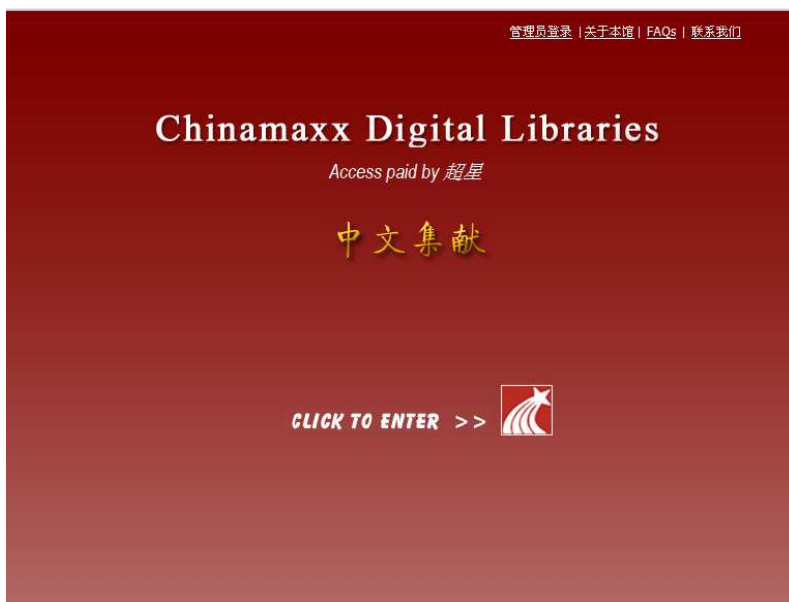 管理员登录 | 关于本馆 | FAQs | 联系我们
Chinamaxx Digital Libraries
Access paid by 超星
中文集献
CLICK TO ENTER >>